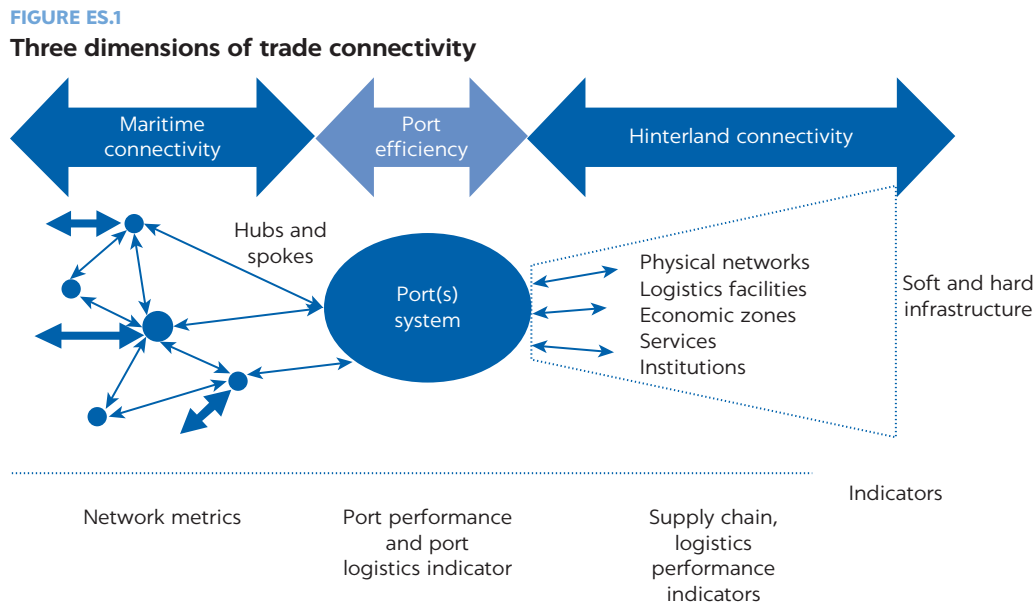 FIGURE ES.1
Three dimensions of trade connectivity
Maritime
connectivity
Port
efficiency
Hinterland connectivity
Hubs and
spokes
Port(s)
system
Physical networks
Logistics facilities
Economic zones
Services
Institutions
Soft and hard
infrastructure
Indicators
Network metrics
Port performance
and port
logistics indicator
Supply chain,
logistics
performance
indicators